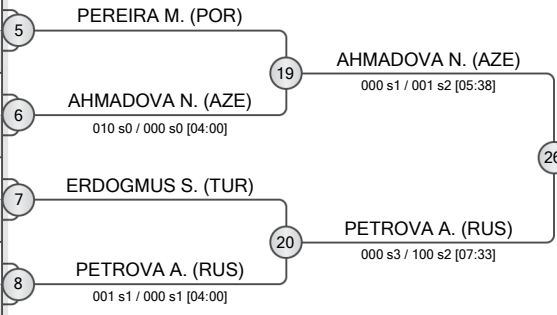 5
PEREIRA M. (POR)
19
AHMADOVA N. (AZE)
000 s1 / 001 s2 [05:38]
6
AHMADOVA N. (AZE)
010 s0 / 000 s0 [04:00]
26
7
ERDOGMUS S. (TUR)
20
PETROVA A. (RUS)
000 s3 / 100 s2 [07:33]
8
PETROVA A. (RUS)
001 s1 / 000 s1 [04:00]